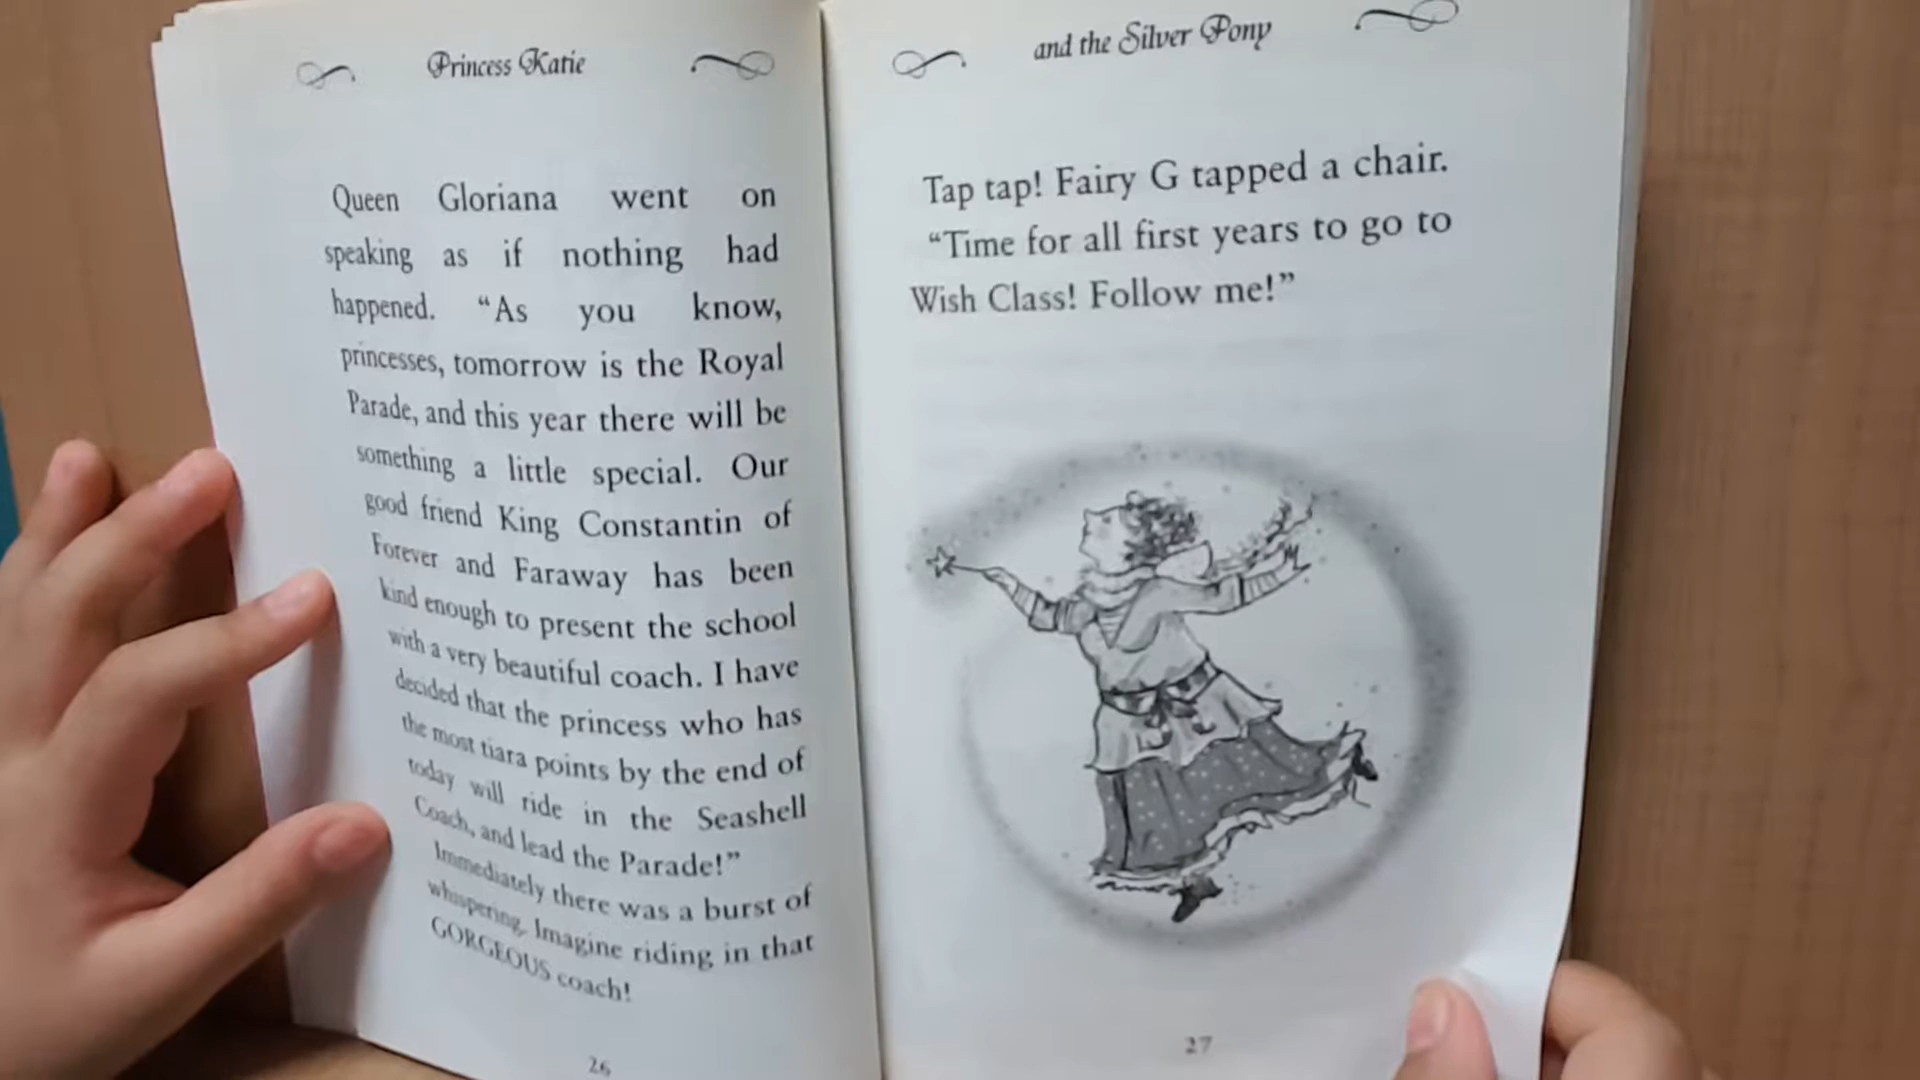 Princess Katie
Queen Gloriana went on
speaking as if nothing had
happened. “As you know,
princesses, tomorrow is the Royal
Parade, and this year there will be
something a little special. Our
good friend King Constantin of
Forever and Faraway has been
kind enough to present the school
with a very beautiful coach. I have
decided that the princess who has
the most tiara points by the end of
today will ride in the Seashell
Coach, and lead the Parade!”
Immediately there was a burst of
whispering. Imagine riding in that
GORGEOUS coach!
26
and the Silver Pony
Tap tap! Fairy G tapped a chair.
“Time for all first years to go to
Wish Class! Follow me!”
27